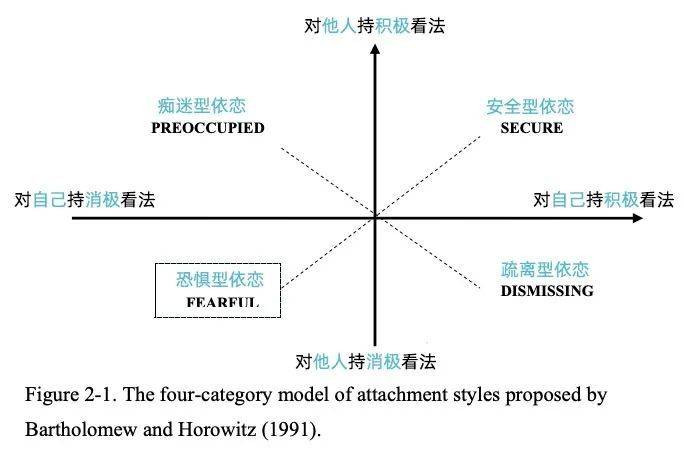 对他人持积极看法
痴迷型依恋
PREOCCUPIED
安全型依恋
SECURE
对自己持消极看法
对自己持积极看法
恐惧型依恋
FEARFUL
疏离型依恋
DISMISSING
对他人持消极看法
Figure 2-1. The four-category model of attachment styles proposed by
Bartholomew and Horowitz (1991).